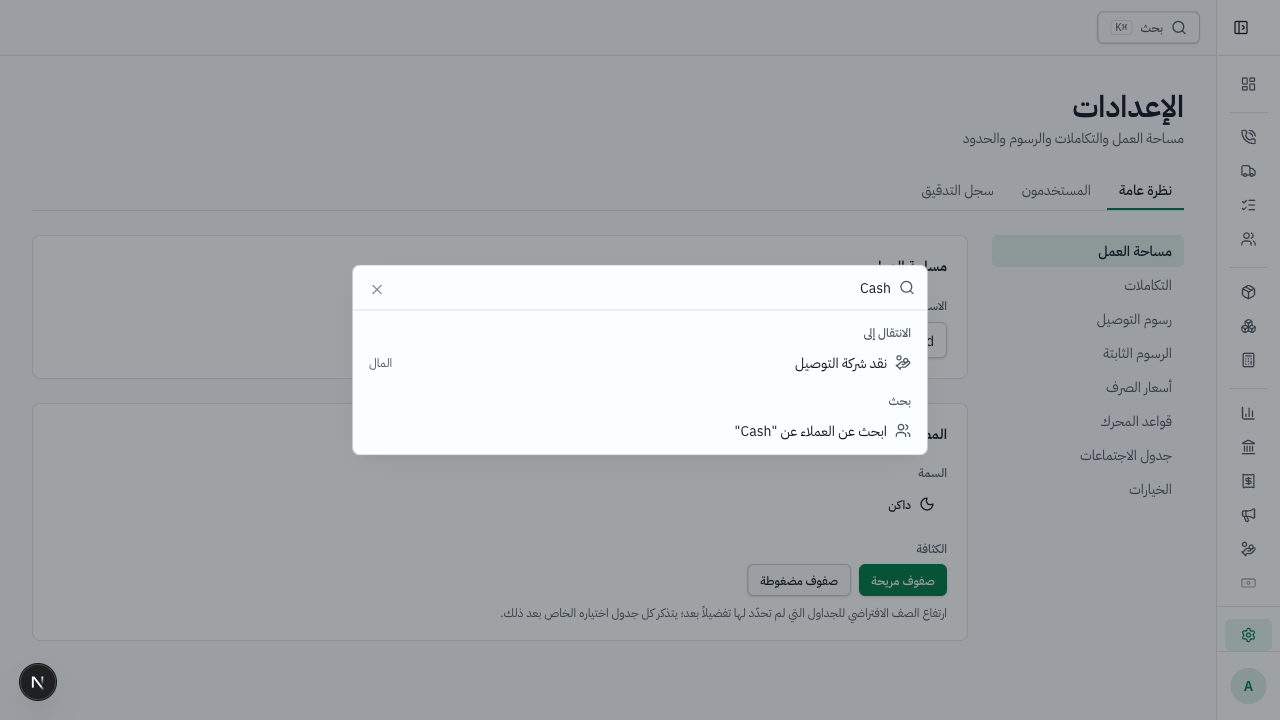 بحث
K⌘
الإعدادات
مساحة العمل والتكاملات والرسوم والحدود
نظرة عامة
المستخدمون
سجل التدقيق
مساحة العمل
التكاملات
رسوم التوصيل
الرسوم الثابتة
أسعار الصرف
قواعد المحرك
جدول الاجتماعات
الخيارات
Cash
الانتقال إلى
نقد شركة التوصيل
المال
بحث
ابحث عن العملاء عن "Cash"
السمة
داكن
الكثافة
صفوف مريحة
صفوف مضغوطة
ارتفاع الصف الافتراضي للجداول التي لم تحدّد لها تفضيلاً بعد؛ يتذكر كل جدول اختياره الخاص بعد ذلك.
A
N